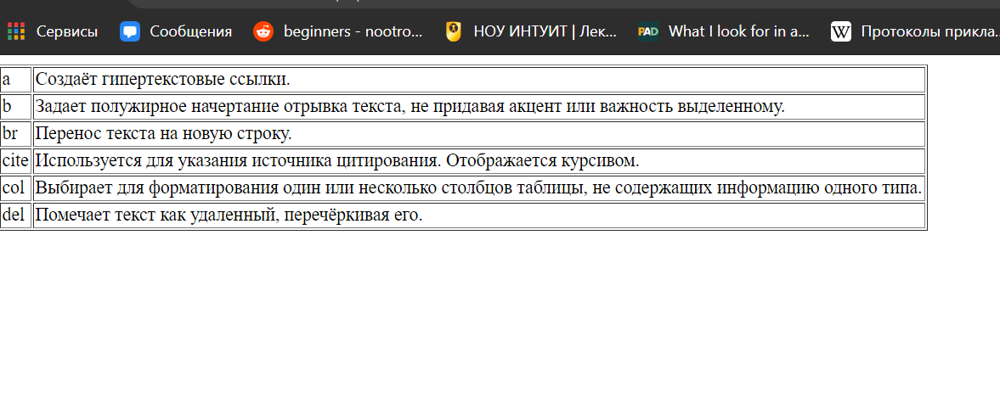 Сервисы Сообщения beginners - nootro... НОУ ИНТУИТ | Лек... PAD What I look for in a... W Протоколы прикла...
a Создаёт гипертекстовые ссылки.
b Задает полужирное начертание отрывка текста, не придавая акцент или важность выделенному.
br Перенос текста на новую строку.
cite Используется для указания источника цитирования. Отображается курсивом.
col Выбирает для форматирования один или несколько столбцов таблицы, не содержащих информацию одного типа.
del Помечает текст как удаленный, перечёркивая его.